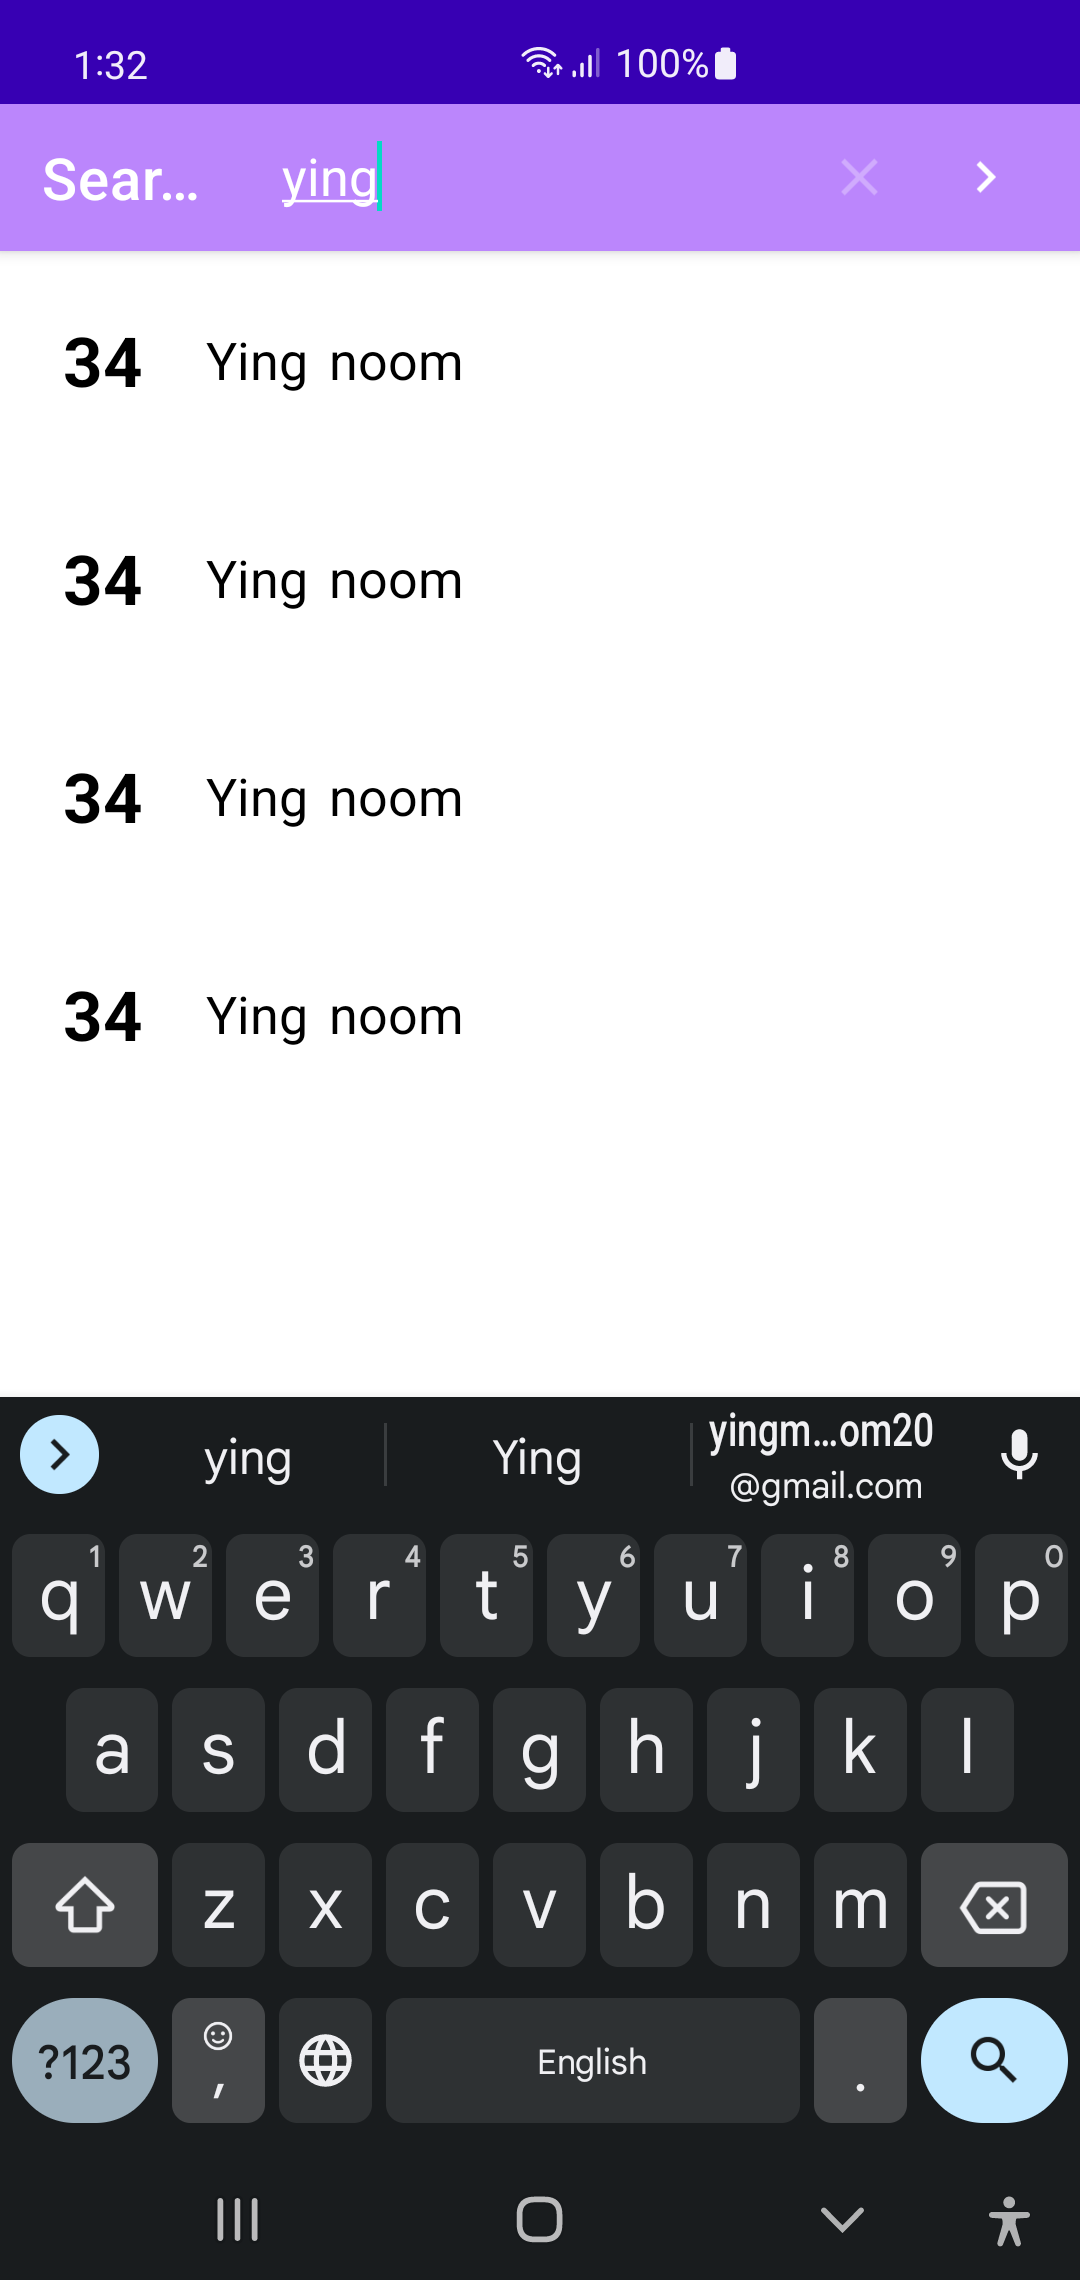 1:32 100%
Sear... ying
34 Ying noom
34 Ying noom
34 Ying noom
34 Ying noom
ying Ying yingm...om20
@gmail.com
1 2 3 4 5 6 7 8 9 0
q w e r t y u i o p
a s d f g h j k l
z x c v b n m
?123 , English .